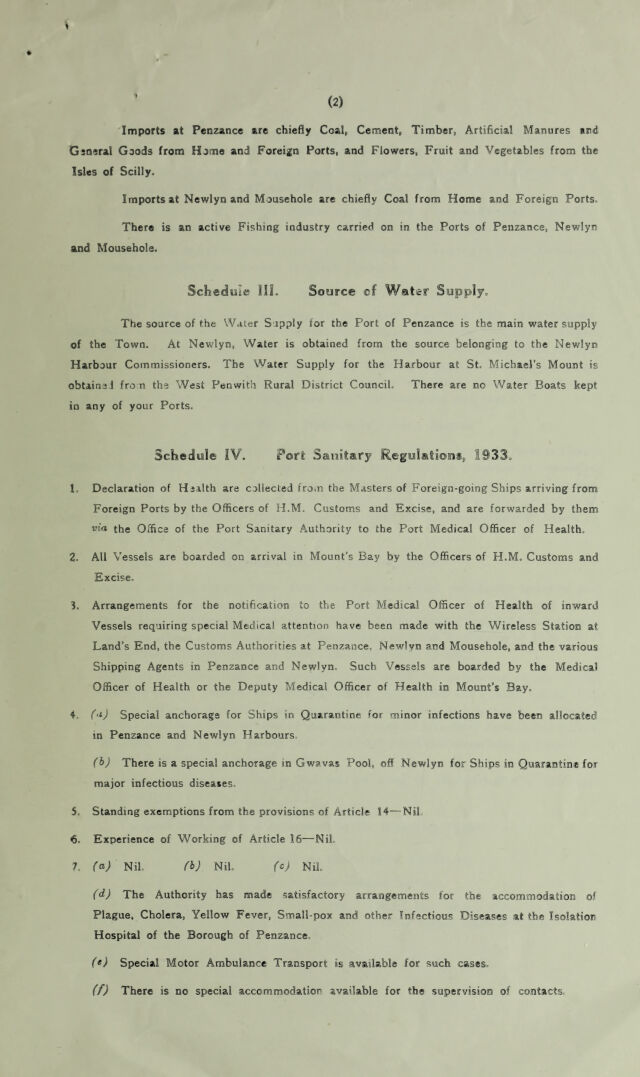 (2)
Imports at Penzance are chiefly Coal, Cement, Timber, Artificial Manures and
General Goods from Home and Foreign Ports, and Flowers, Fruit and Vegetables from the
Isles of Scilly.
Imports at Newlyn and Mousehole are chiefly Coal from Home and Foreign Ports.
There is an active Fishing industry carried on in the Ports of Penzance, Newlyn
and Mousehole.
Schedule III. Source of Water Supply.
The source of the Water Supply for the Port of Penzance is the main water supply
of the Town. At Newlyn, Water is obtained from the source belonging to the Newlyn
Harbour Commissioners. The Water Supply for the Harbour at St. Michael's Mount is
obtained from the West Penwith Rural District Council. There are no Water Boats kept
in any of your Ports.
Schedule IV. Port Sanitary Regulations, 1933.
1. Declaration of Health are collected from the Masters of Foreign-going Ships arriving from
Foreign Ports by the Officers of H.M. Customs and Excise, and are forwarded by them
via the Office of the Port Sanitary Authority to the Port Medical Officer of Health.
2. All Vessels are boarded on arrival in Mount's Bay by the Officers of H.M. Customs and
Excise.
3. Arrangements for the notification to the Port Medical Officer of Health of inward
Vessels requiring special Medical attention have been made with the Wireless Station at
Land's End, the Customs Authorities at Penzance, Newlyn and Mousehole, and the various
Shipping Agents in Penzance and Newlyn. Such Vessels are boarded by the Medical
Officer of Health or the Deputy Medical Officer of Health in Mount's Bay.
4. (a) Special anchorage for Ships in Quarantine for minor infections have been allocated
in Penzance and Newlyn Harbours.
(b) There is a special anchorage in Gwavas Pool, off Newlyn for Ships in Quarantine for
major infectious diseases.
5. Standing exemptions from the provisions of Article 14—Nil.
6. Experience of Working of Article 16—Nil.
7. (a) Nil. (b) Nil. (c) Nil.
(d) The Authority has made satisfactory arrangements for the accommodation of
Plague, Cholera, Yellow Fever, Small-pox and other Infectious Diseases at the Isolation
Hospital of the Borough of Penzance.
(e) Special Motor Ambulance Transport is available for such cases.
(f) There is no special accommodation available for the supervision of contacts.